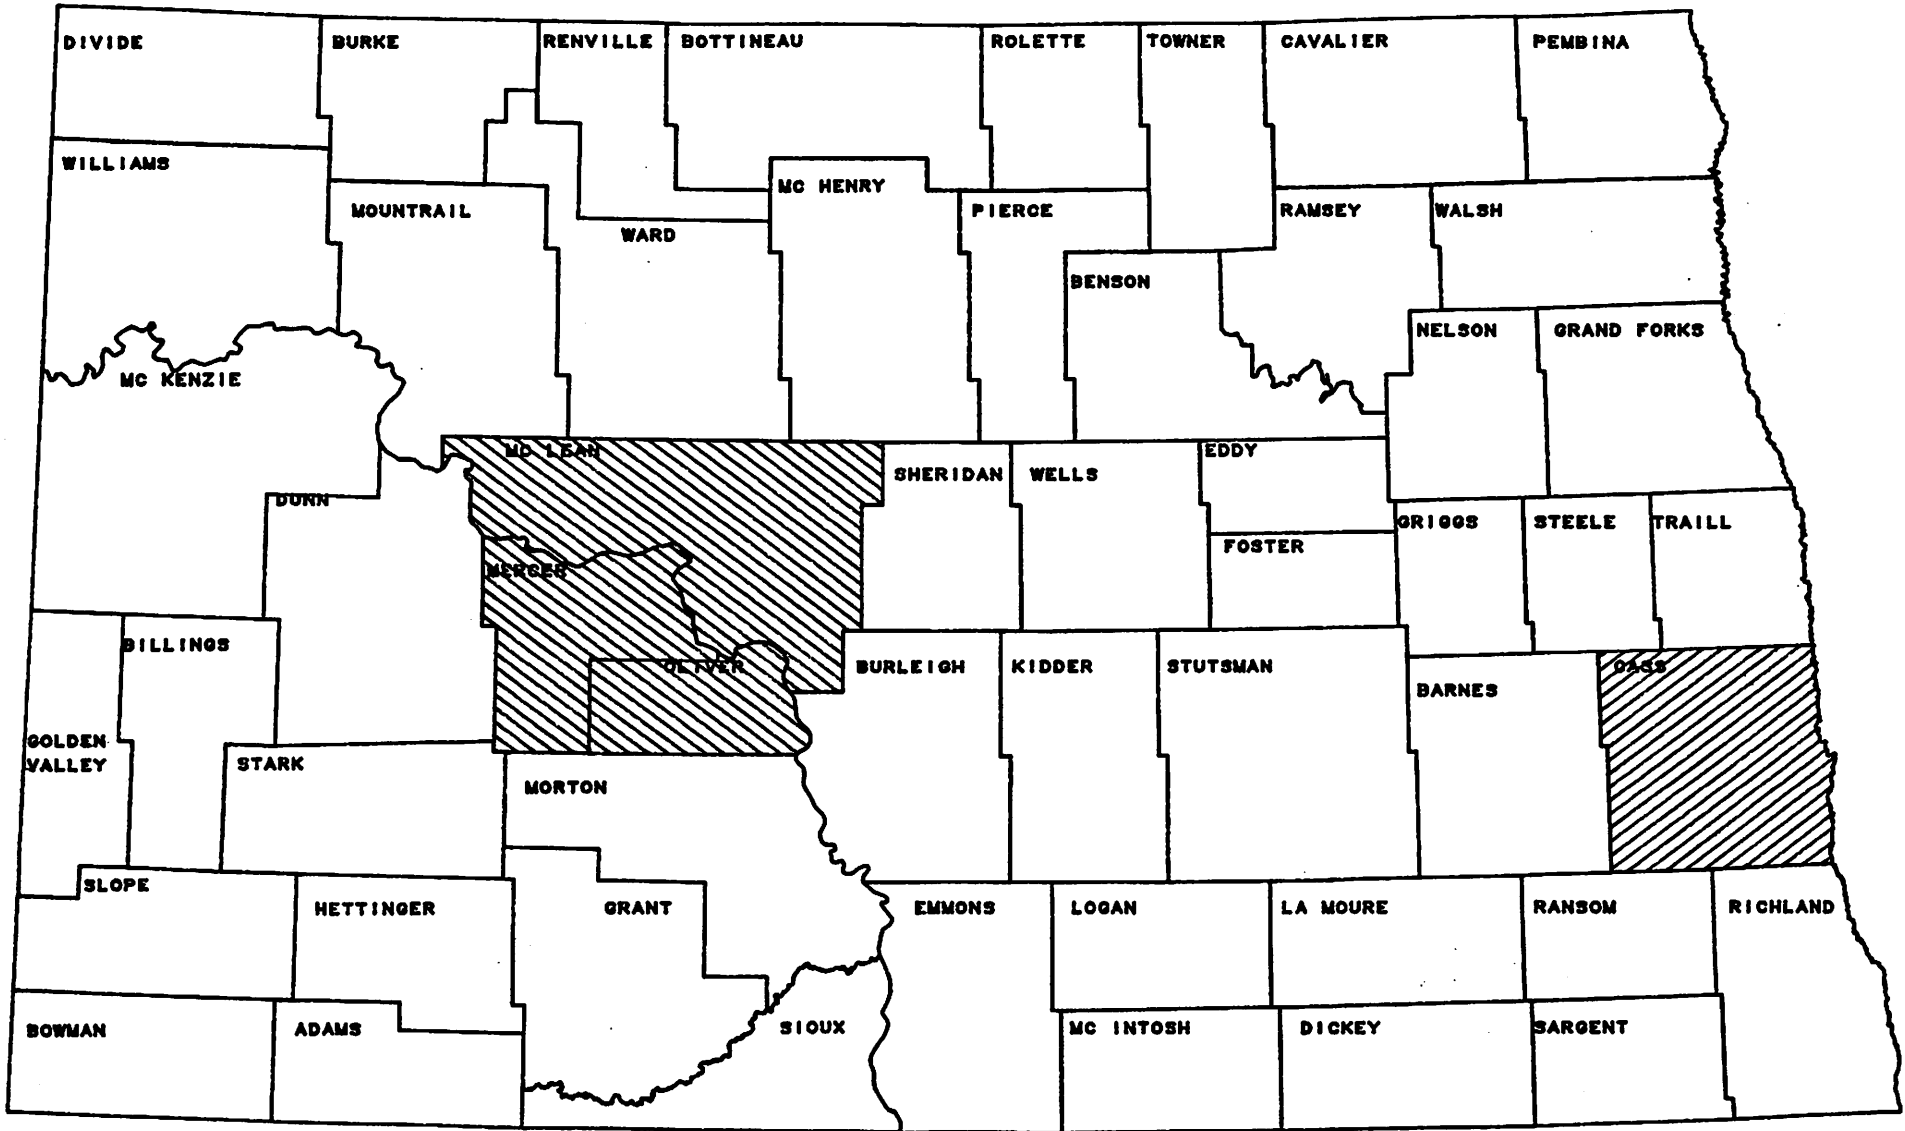 DIVIDE
BURKE
RENVILLE
BOTTINEAU
ROLETTE
TOWNER
CAVALIER
PEMBINA
WILLIAMS
MC HENRY
MOUNTRAIL
PIERCE
RAMSEY
WALSH
WARD
BENSON
NELSON
GRAND FORKS
MC KENZIE
MC LEAN
EDDY
SHERIDAN
WELLS
DUNN
GRIGGS
STEELE
TRAILL
FOSTER
MERCER
BILLINGS
OLIVER
BURLEIGH
KIDDER
STUTSMAN
CASS
BARNES
GOLDEN
VALLEY
STARK
MORTON
SLOPE
HETTINGER
GRANT
EMMONS
LOGAN
LA MOURE
RANSOM
RICHLAND
BOWMAN
ADAMS
SIOUX
MC INTOSH
DICKEY
SARGENT